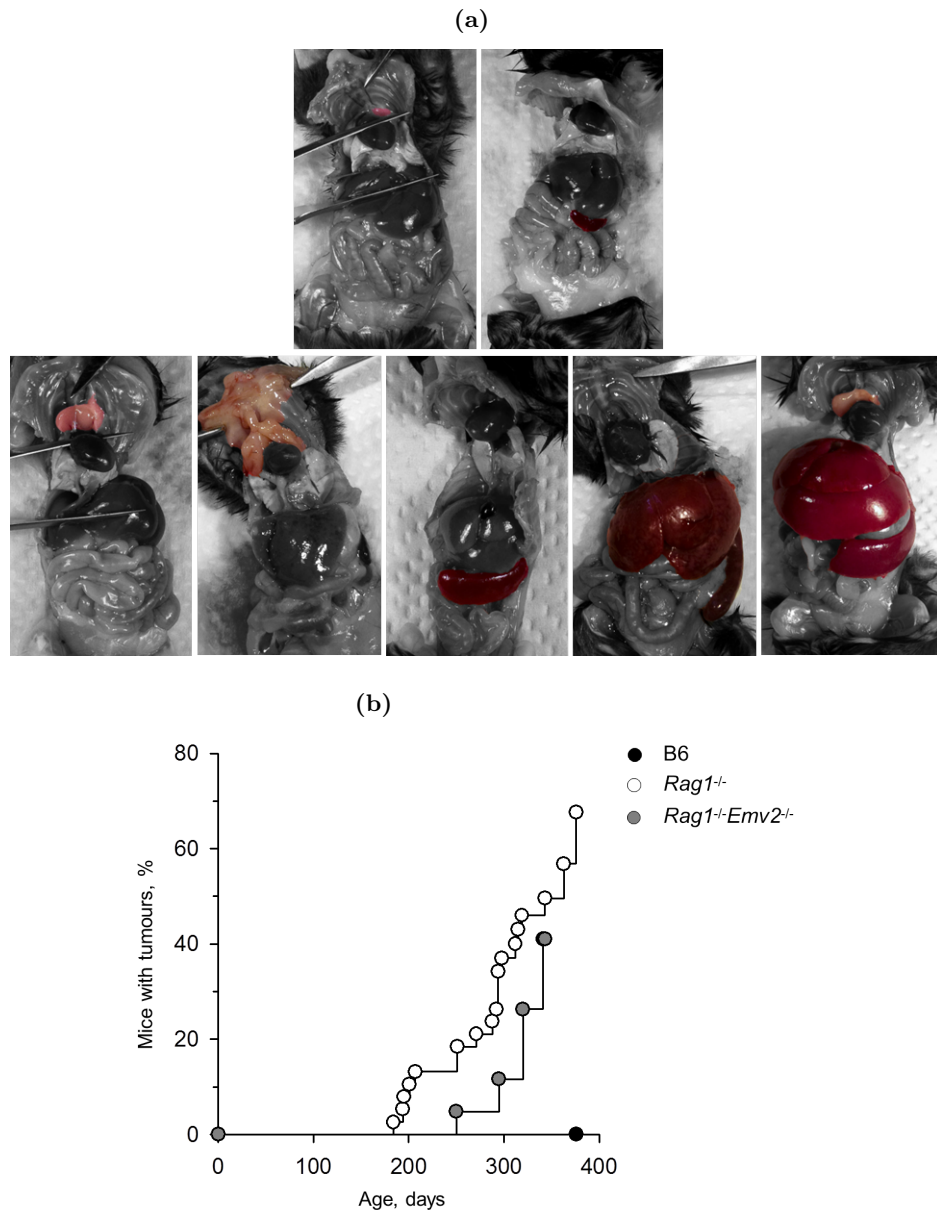 (a)
(b)
80
60
40
20
0
0
100
200
300
400
Mice with tumours, %
Age, days
B6
Rag1-/-
Rag1-/-Emv2-/-